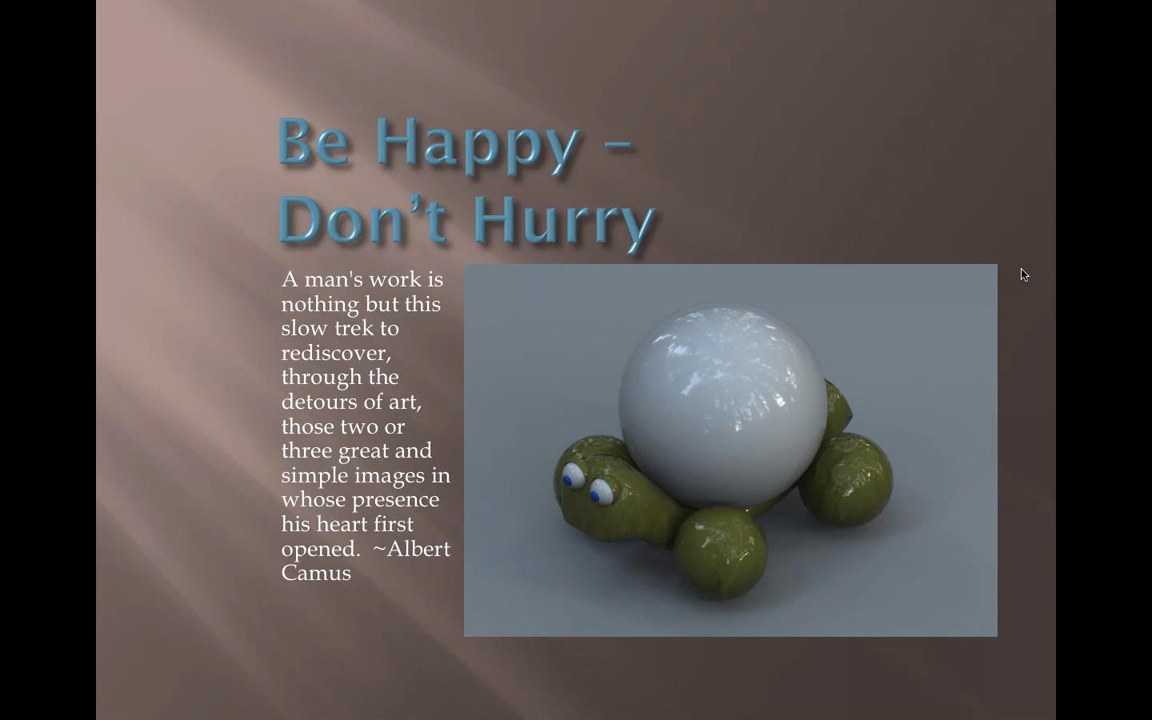 Be Happy –
Don’t Hurry
A man's work is
nothing but this
slow trek to
rediscover,
through the
detours of art,
those two or
three great and
simple images in
whose presence
his heart first
opened.  ~Albert
Camus